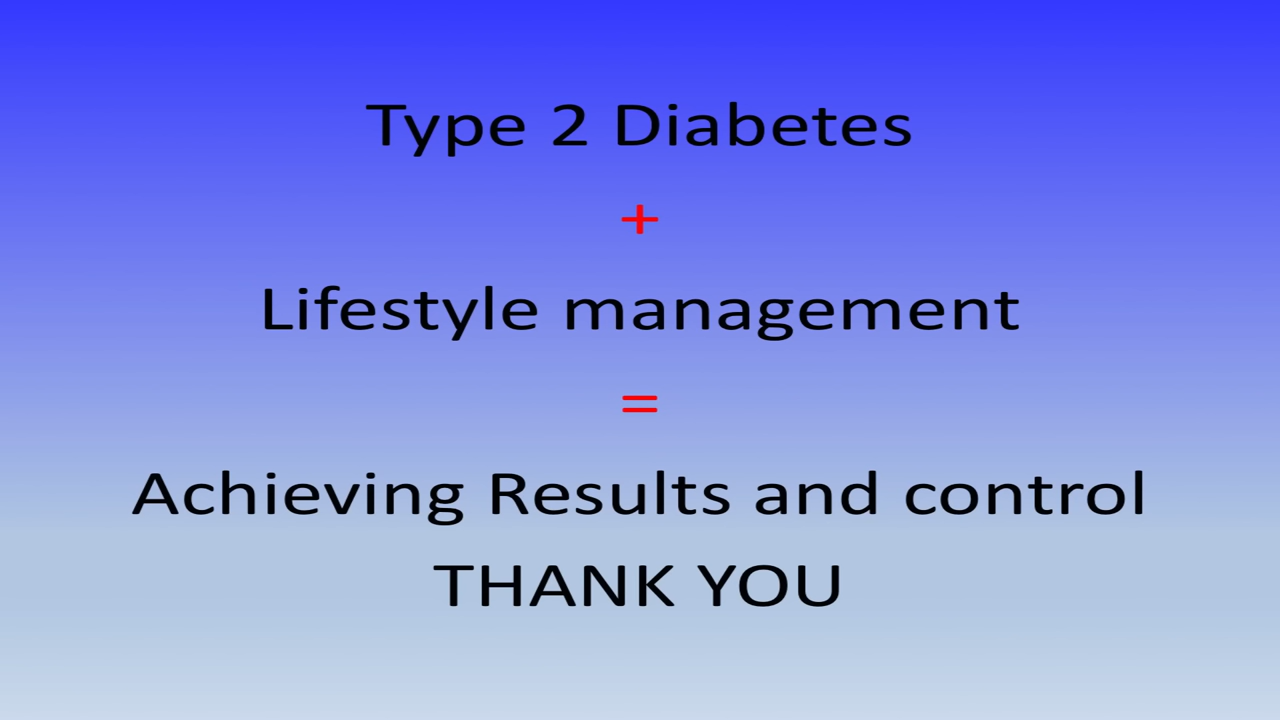 Type 2 Diabetes
+
Lifestyle management
=
Achieving Results and control
THANK YOU